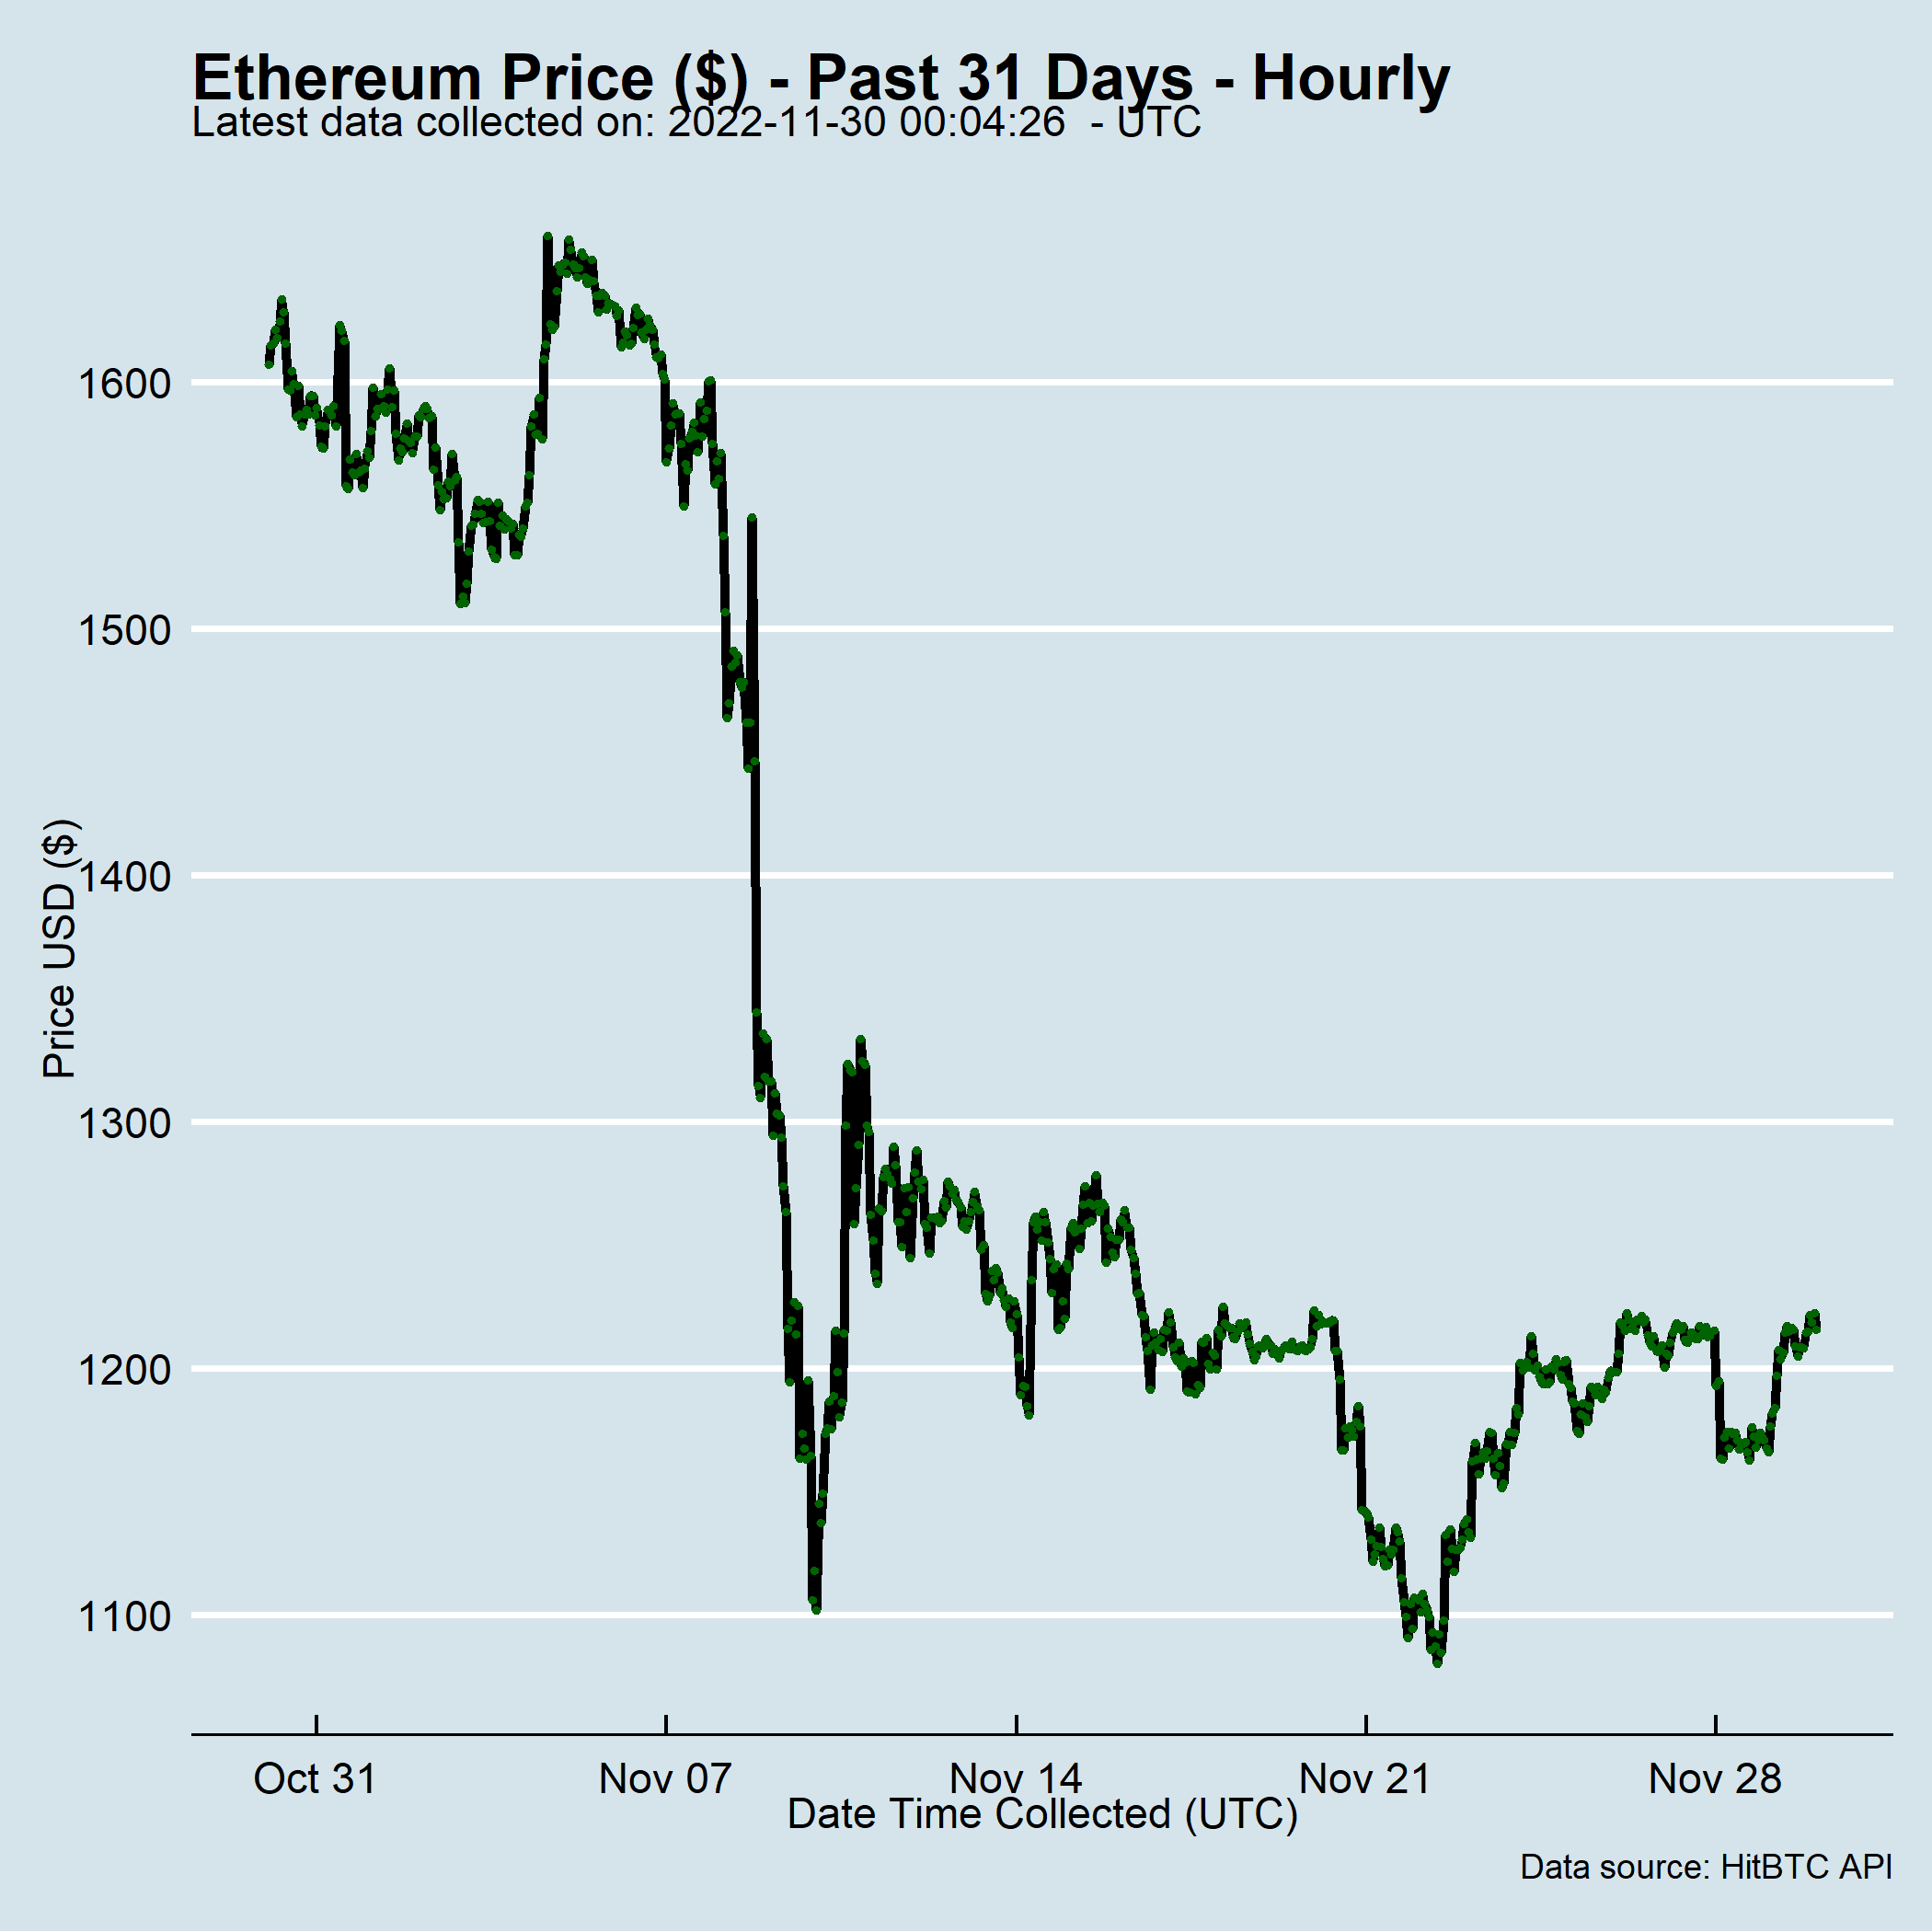 Ethereum Price ($) - Past 31 Days - Hourly
Latest data collected on: 2022-11-30 00:04:26  - UTC
Price USD ($)
1600
1500
1400
1300
1200
1100
Oct 31
Nov 07
Nov 14
Nov 21
Nov 28
Date Time Collected (UTC)
Data source: HitBTC API